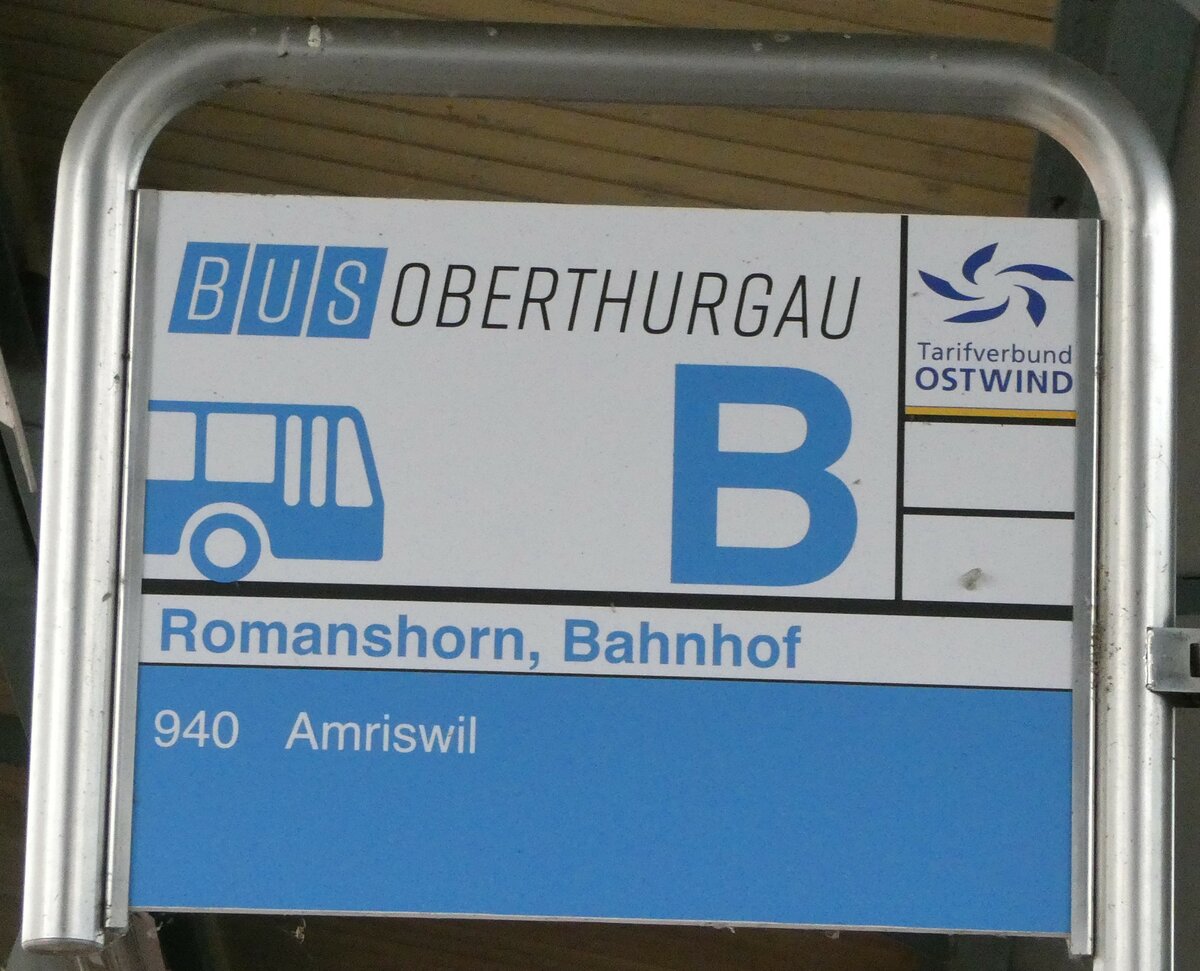 BUS OBERTHURGAU
Tarifverbund
OSTWIND
B
Romanshorn, Bahnhof
940 Amriswil